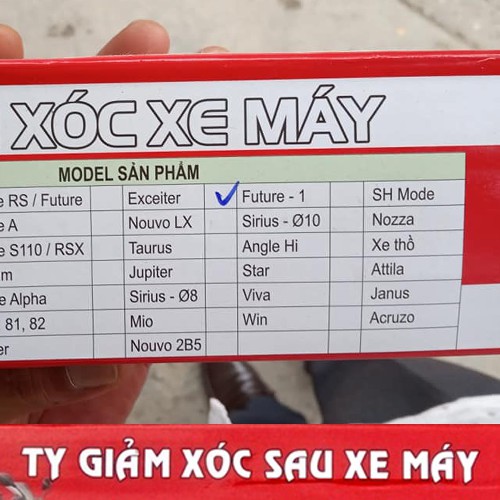 XÓC XE MÁY
MODEL SẢN PHẨM
e RS / Future Exceiter Future - 1 SH Mode
e A Nouvo LX Sirius - Ø10 Nozza
e S110 / RSX Taurus Angle Hi Xe thồ
m Jupiter Star Attila
e Alpha Sirius - Ø8 Viva Janus
81, 82 Mio Win Acruzo
er Nouvo 2B5
TY GIẢM XÓC SAU XE MÁY